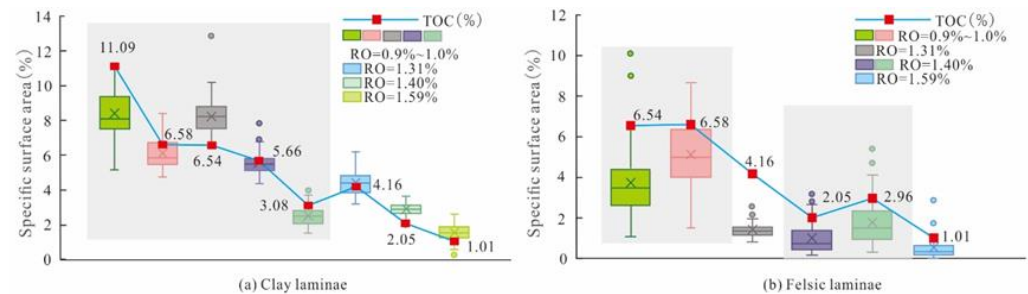 14
12
10
8
6
4
2
0
Specific surface area (%)
TOC (%)
RO=0.9%~1.0%
RO=1.31%
RO=1.40%
RO=1.59%
11.09
6.58
6.54
5.66
3.08
4.16
2.05
1.01
(a) Clay laminae
12
10
8
6
4
2
0
Specific surface area (%)
TOC (%)
RO=0.9%~1.0%
RO=1.31%
RO=1.40%
RO=1.59%
6.54
6.58
4.16
2.05
2.96
1.01
(b) Felsic laminae